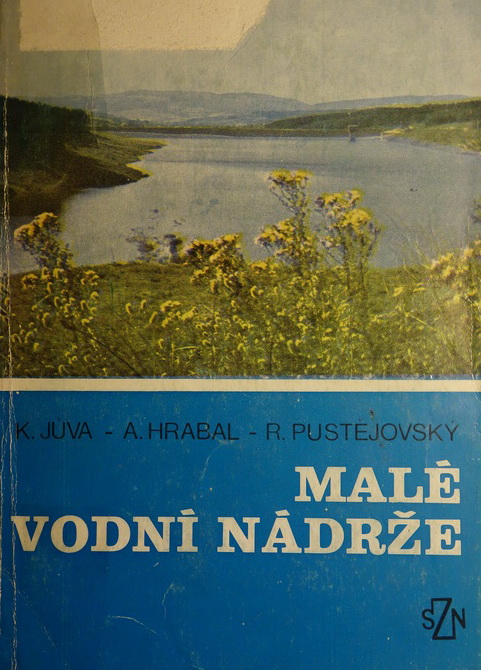 K. JŮVA - A. HRABAL - R. PUSTĚJOVSKÝ
MALÉ
VODNÍ NÁDRŽE
SZN